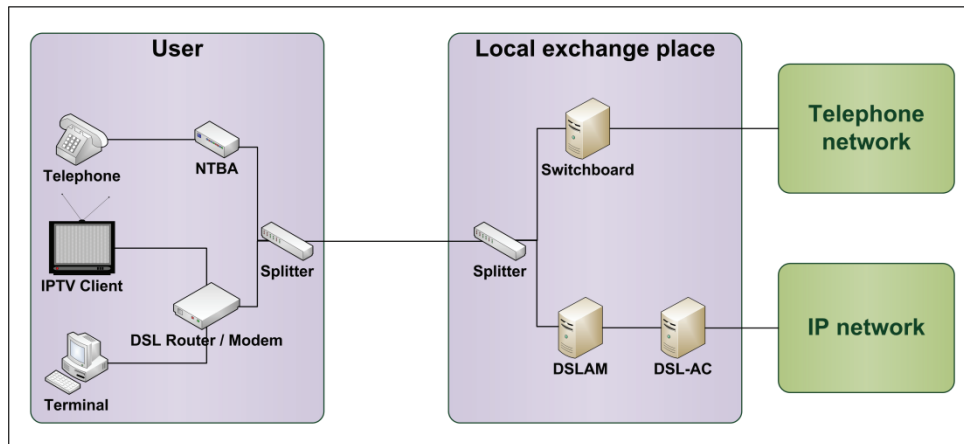 User
Telephone
NTBA
IPTV Client
Splitter
DSL Router / Modem
Terminal
Local exchange place
Switchboard
Splitter
DSLAM
DSL-AC
Telephone
network
IP network